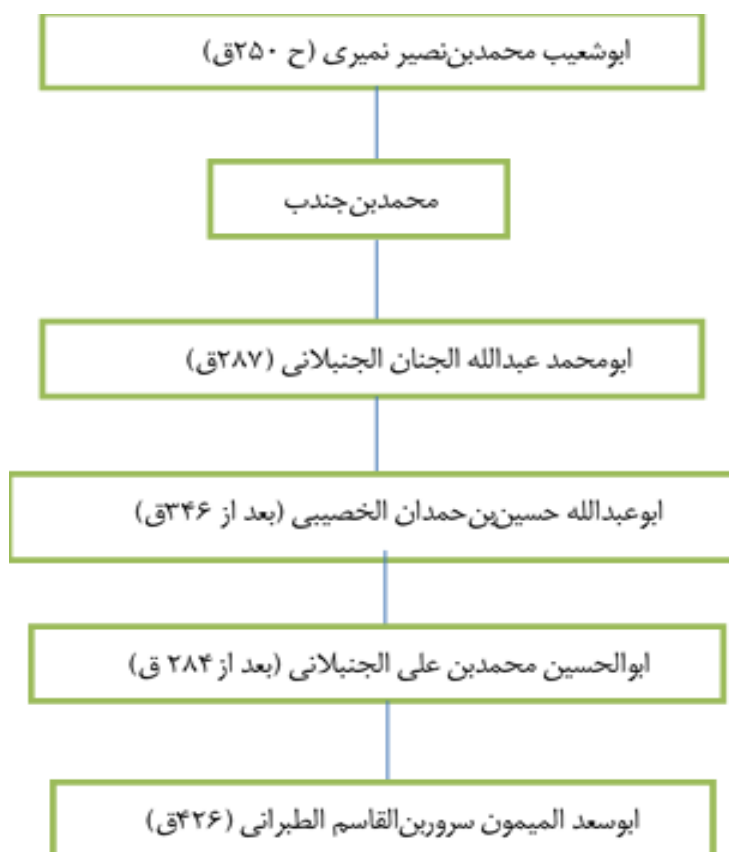 ابوشعیب محمدبن‌نصیر نمیری (ح ۲۵۰ق)
محمدبن‌جندب
ابومحمد عبدالله الجنان الجنبلانی (۲۸۷ق)
ابوعبدالله حسین‌بن‌حمدان الخصیبی (بعد از ۳۴۶ق)
ابوالحسین محمدبن علی الجنبلانی (بعد از ۲۸۴ ق)
ابوسعد المیمون سروربن‌القاسم الطبرانی (۴۲۶ق)